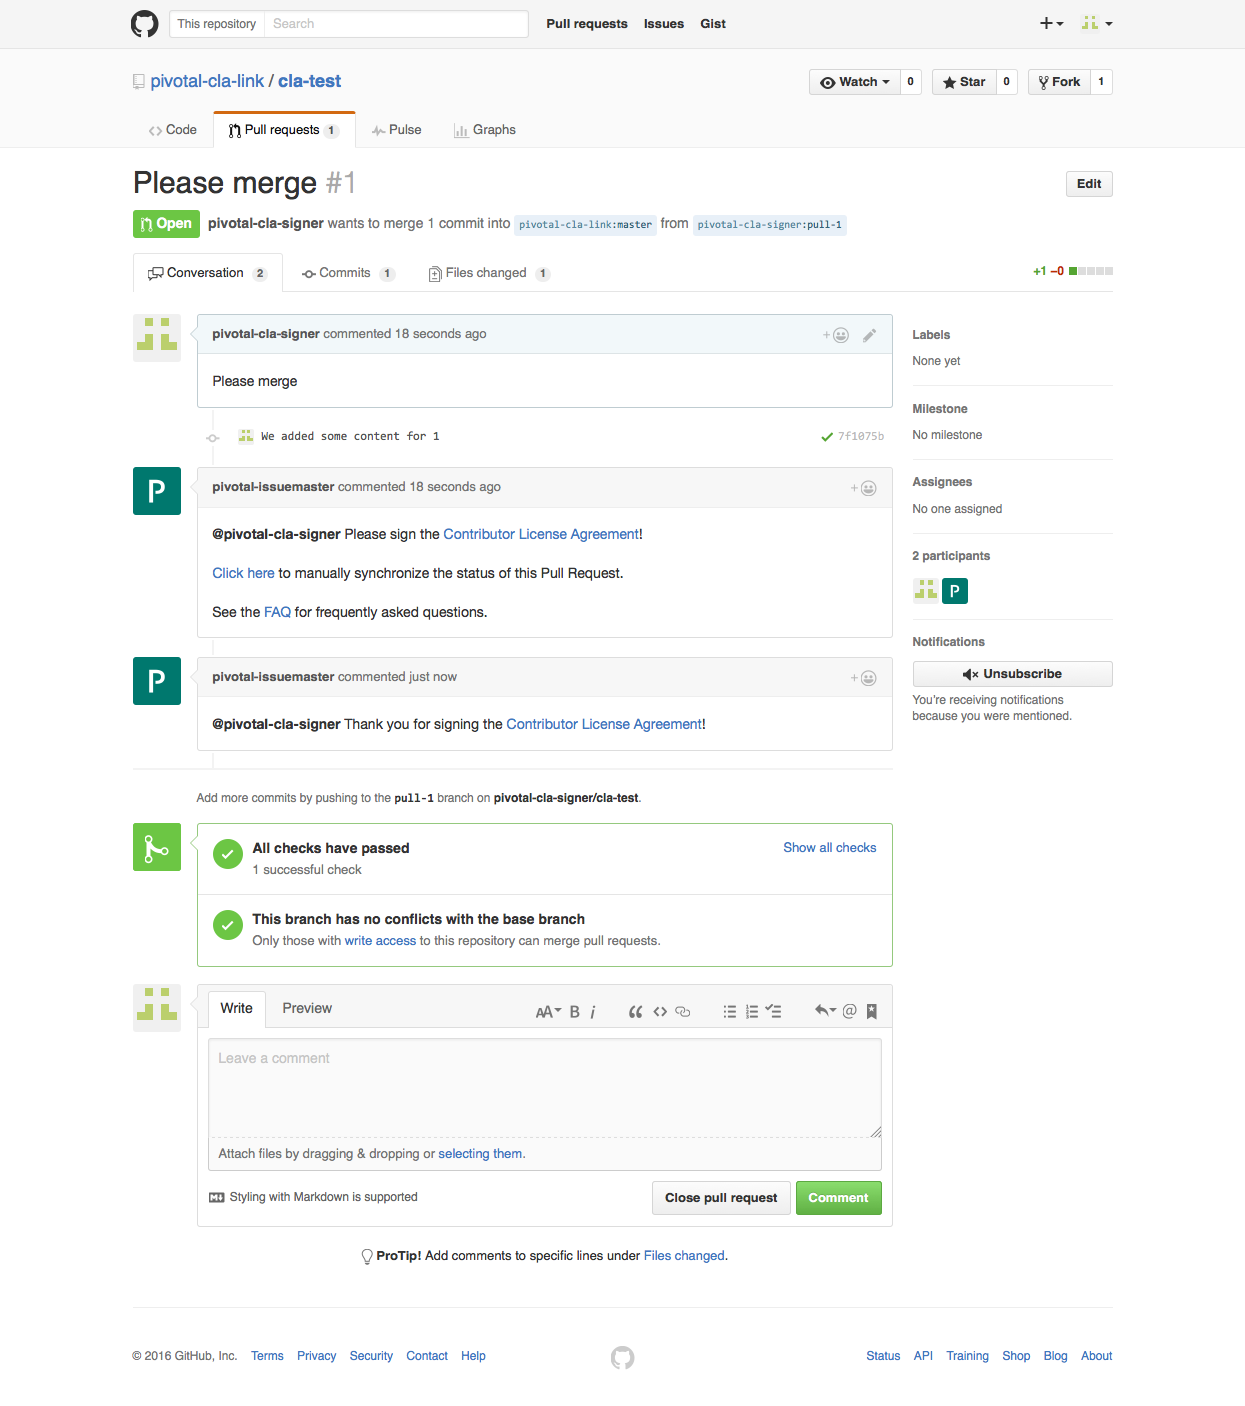 This repository Search Pull requests Issues Gist
pivotal-cla-link / cla-test
Watch 0 Star 0 Fork 1
Code Pull requests 1 Pulse Graphs
Please merge #1
Edit
Open pivotal-cla-signer wants to merge 1 commit into pivotal-cla-link:master from pivotal-cla-signer:pull-1
Conversation 2 Commits 1 Files changed 1
+1 −0
pivotal-cla-signer commented 18 seconds ago
Please merge
We added some content for 1 7f1075b
P
pivotal-issuemaster commented 18 seconds ago
@pivotal-cla-signer Please sign the Contributor License Agreement!
Click here to manually synchronize the status of this Pull Request.
See the FAQ for frequently asked questions.
P
pivotal-issuemaster commented just now
@pivotal-cla-signer Thank you for signing the Contributor License Agreement!
Add more commits by pushing to the pull-1 branch on pivotal-cla-signer/cla-test.
All checks have passed
1 successful check
Show all checks
This branch has no conflicts with the base branch
Only those with write access to this repository can merge pull requests.
Write Preview
AA B i
Leave a comment
Attach files by dragging & dropping or selecting them.
Styling with Markdown is supported
Close pull request Comment
ProTip! Add comments to specific lines under Files changed.
Labels
None yet
Milestone
No milestone
Assignees
No one assigned
2 participants
P
Notifications
Unsubscribe
You're receiving notifications
because you were mentioned.
© 2016 GitHub, Inc. Terms Privacy Security Contact Help
Status API Training Shop Blog About